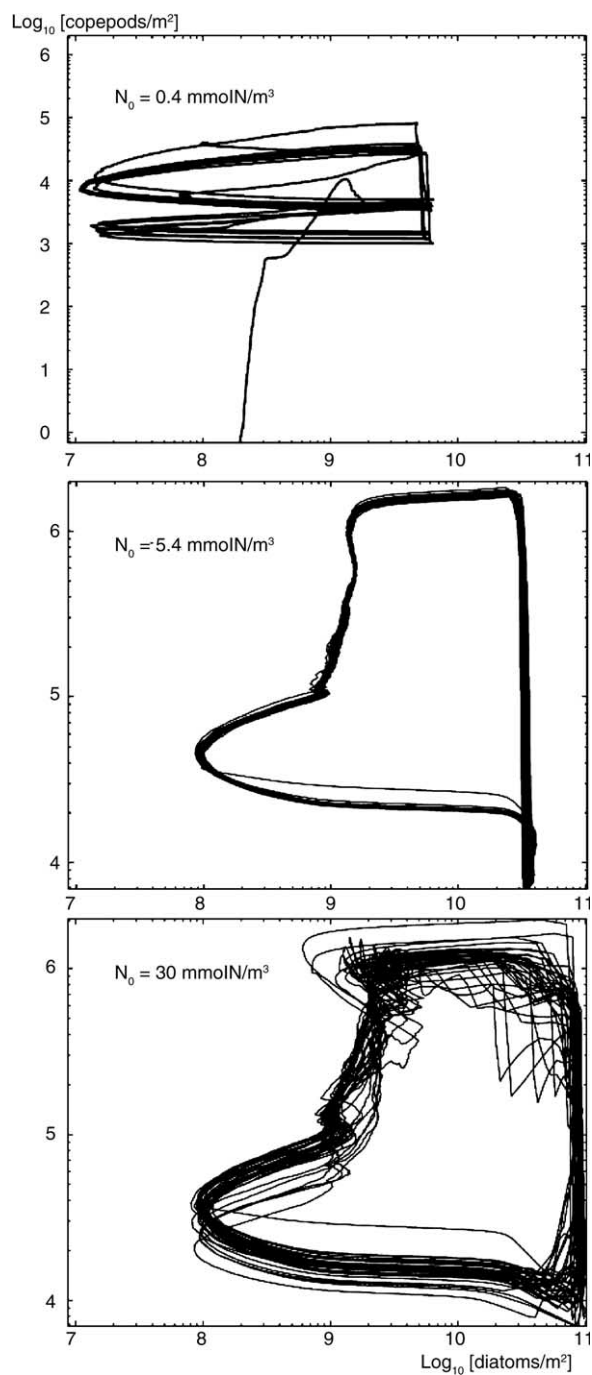 Log₁₀ [copepods/m²]
6
N₀ = 0.4 mmolN/m³
5
4
3
2
1
0
7 8 9 10 11
6
N₀ = 5.4 mmolN/m³
5
4
7 8 9 10 11
6
N₀ = 30 mmolN/m³
5
4
7 8 9 10 11
Log₁₀ [diatoms/m²]